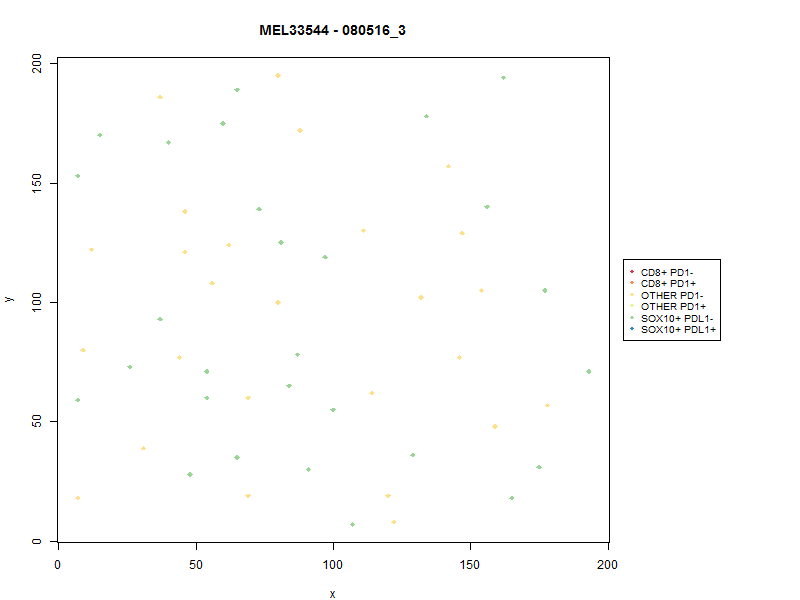 MEL33544 - 080516_3
200
150
100
50
0
y
0 50 100 150 200
x
CD8+ PD1-
CD8+ PD1+
OTHER PD1-
OTHER PD1+
SOX10+ PDL1-
SOX10+ PDL1+